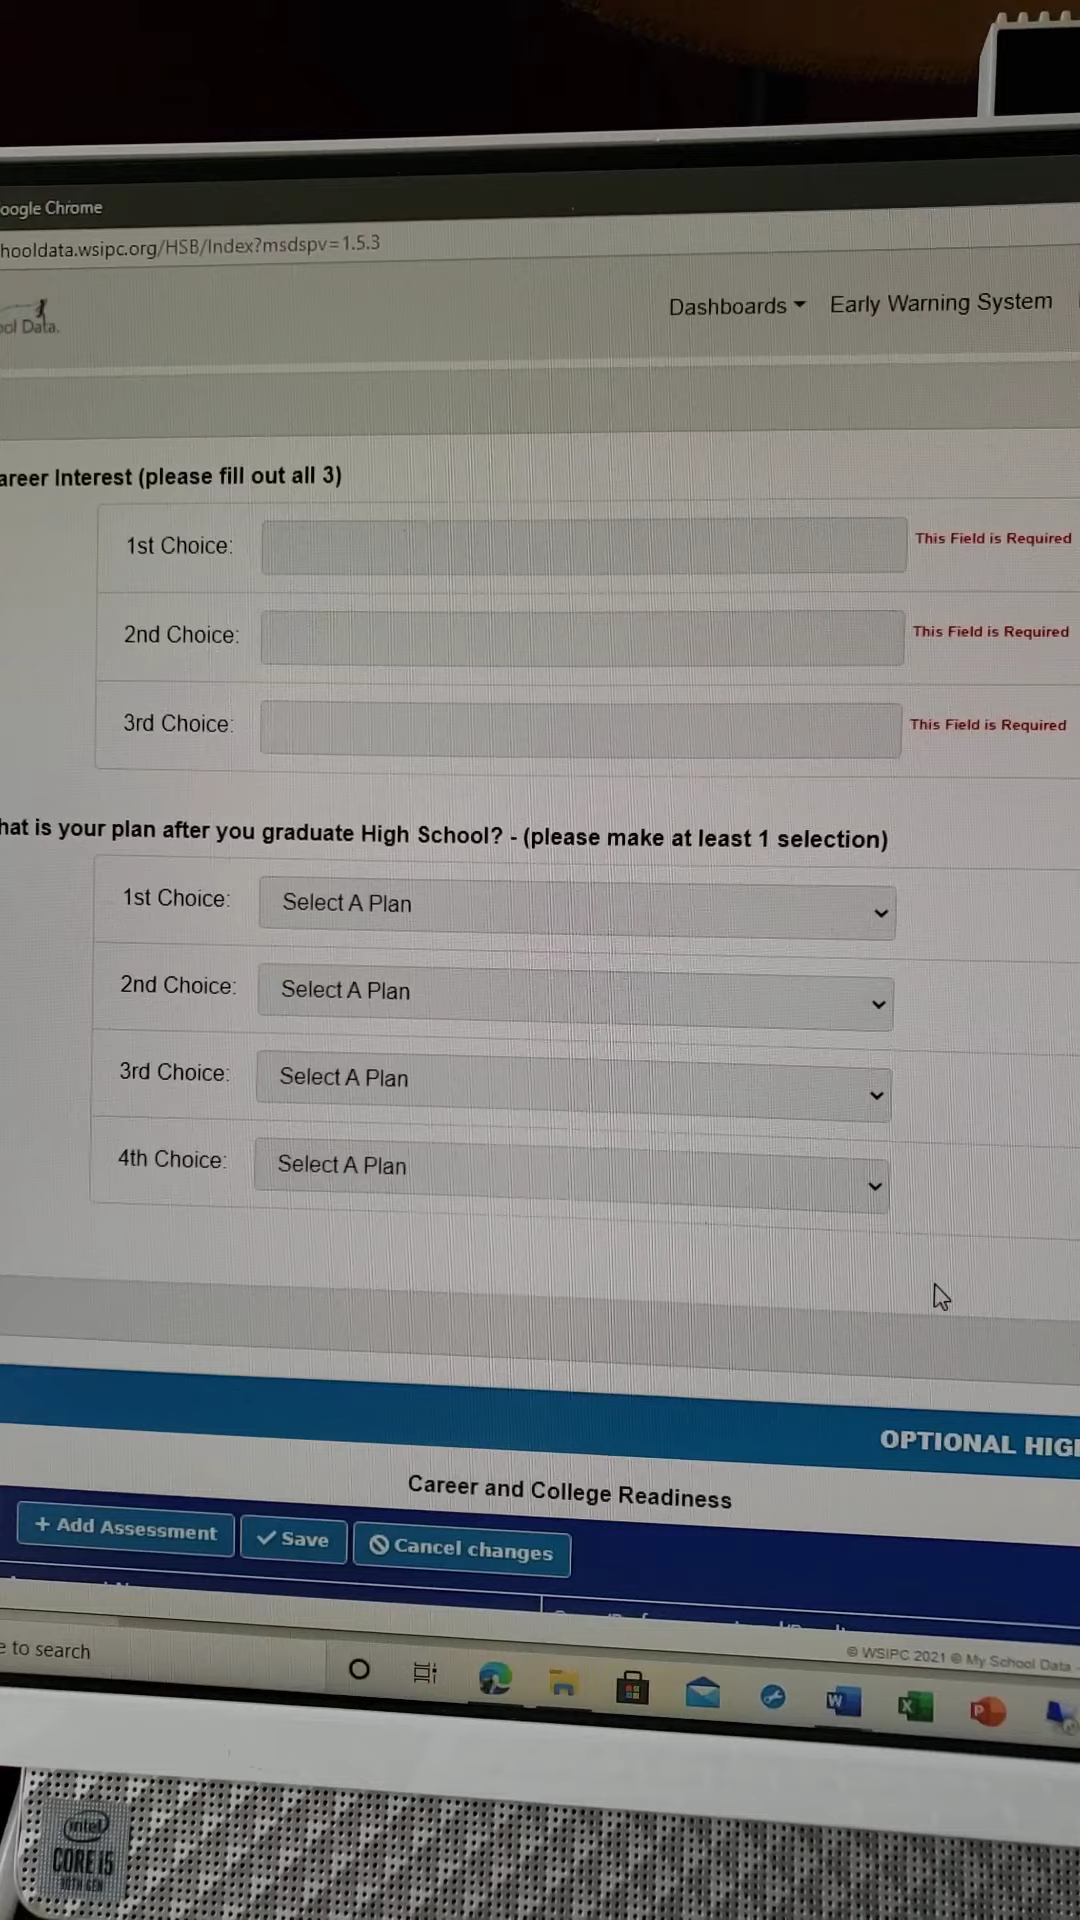 oogle Chrome
hooldata.wsipc.org/HSB/Index?msdspv=1.5.3
ool Data.
Dashboards
Early Warning System
areer Interest (please fill out all 3)
1st Choice:
This Field is Required
2nd Choice:
This Field is Required
3rd Choice:
This Field is Required
hat is your plan after you graduate High School? - (please make at least 1 selection)
1st Choice: Select A Plan
2nd Choice: Select A Plan
3rd Choice: Select A Plan
4th Choice: Select A Plan
OPTIONAL HIG
Career and College Readiness
+ Add Assessment
Save
Cancel changes
e to search
© WSIPC 2021 © My School Data -
W
X
P
intel
CORE i5
10TH GEN